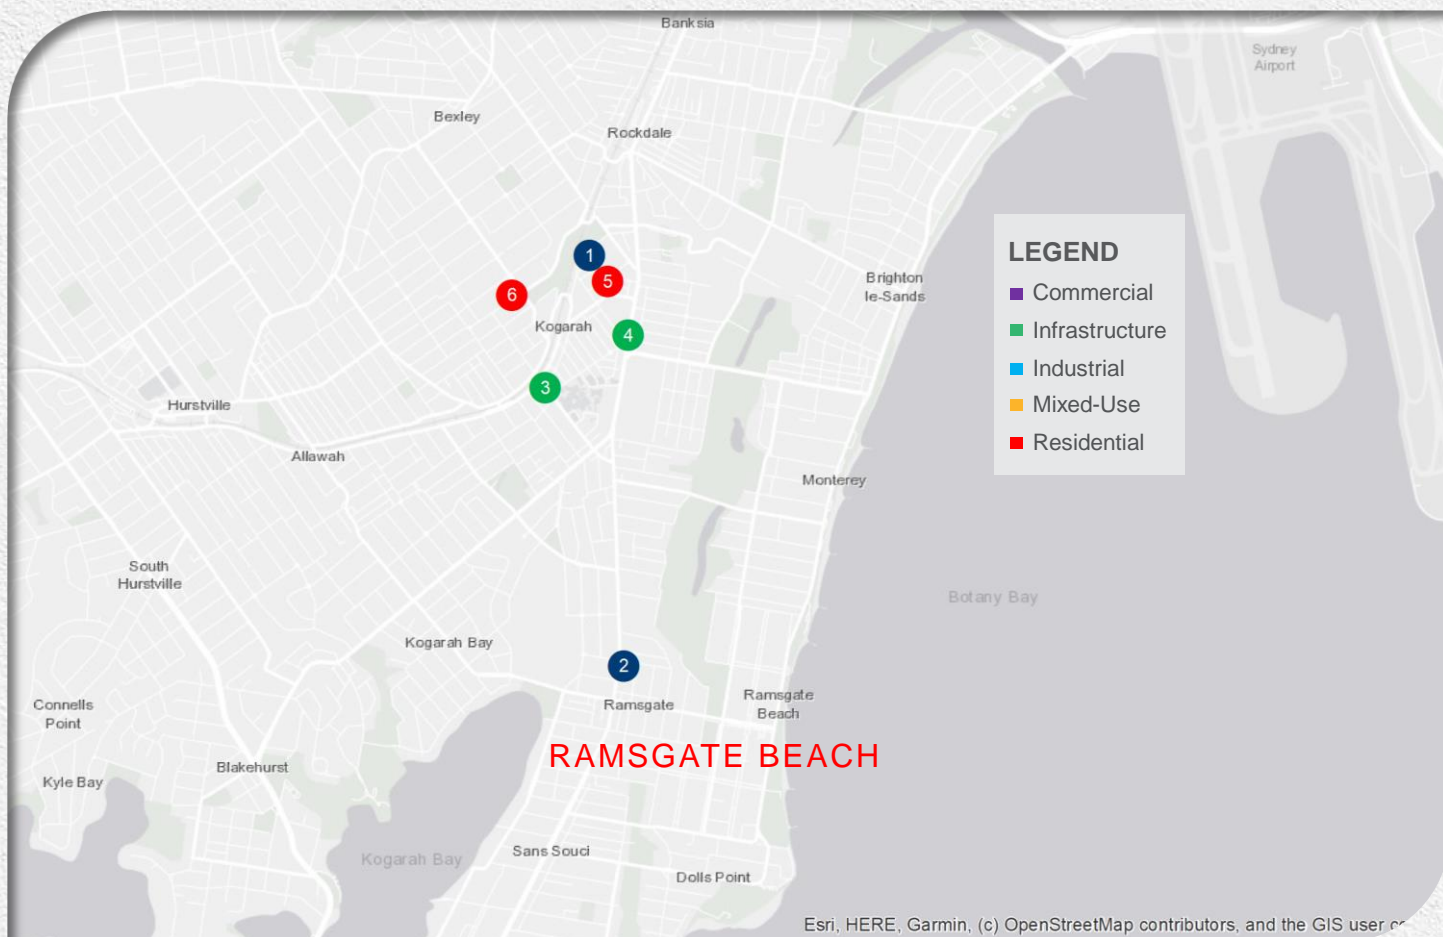 Banksia
Sydney
Airport
Bexley
Rockdale
LEGEND
Commercial
Infrastructure
Industrial
Mixed-Use
Residential
1
5
6
Brighton
le-Sands
Kogarah
4
3
Hurstville
Allawah
Monterey
South
Hurstville
Botany Bay
Kogarah Bay
2
Connells
Point
Ramsgate
Ramsgate
Beach
RAMSGATE BEACH
Blakehurst
Kyle Bay
Sans Souci
Kogarah Bay
Dolls Point
Esri, HERE, Garmin, (c) OpenStreetMap contributors, and the GIS user